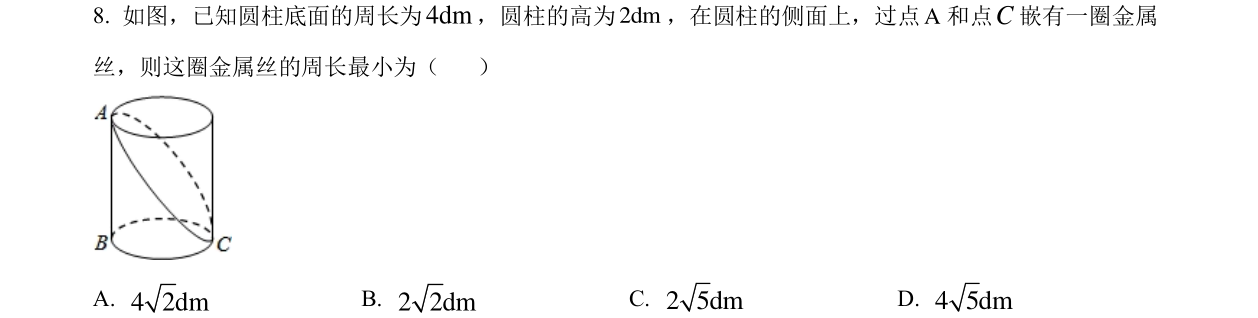 8. 如图，已知圆柱底面的周长为4dm，圆柱的高为2dm，在圆柱的侧面上，过点A和点C嵌有一圈金属
丝，则这圈金属丝的周长最小为（　　）
A
B
C
A. 4√2dm　B. 2√2dm　C. 2√5dm　D. 4√5dm